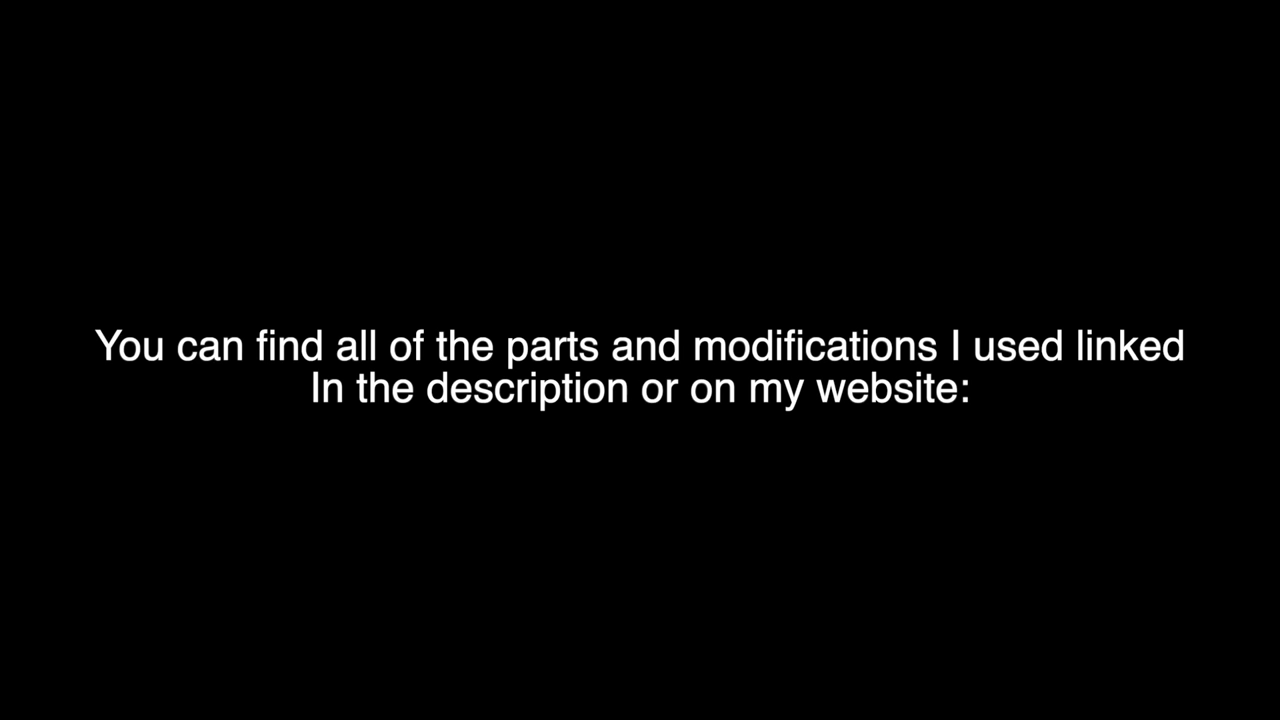 You can find all of the parts and modifications I used linked
In the description or on my website: